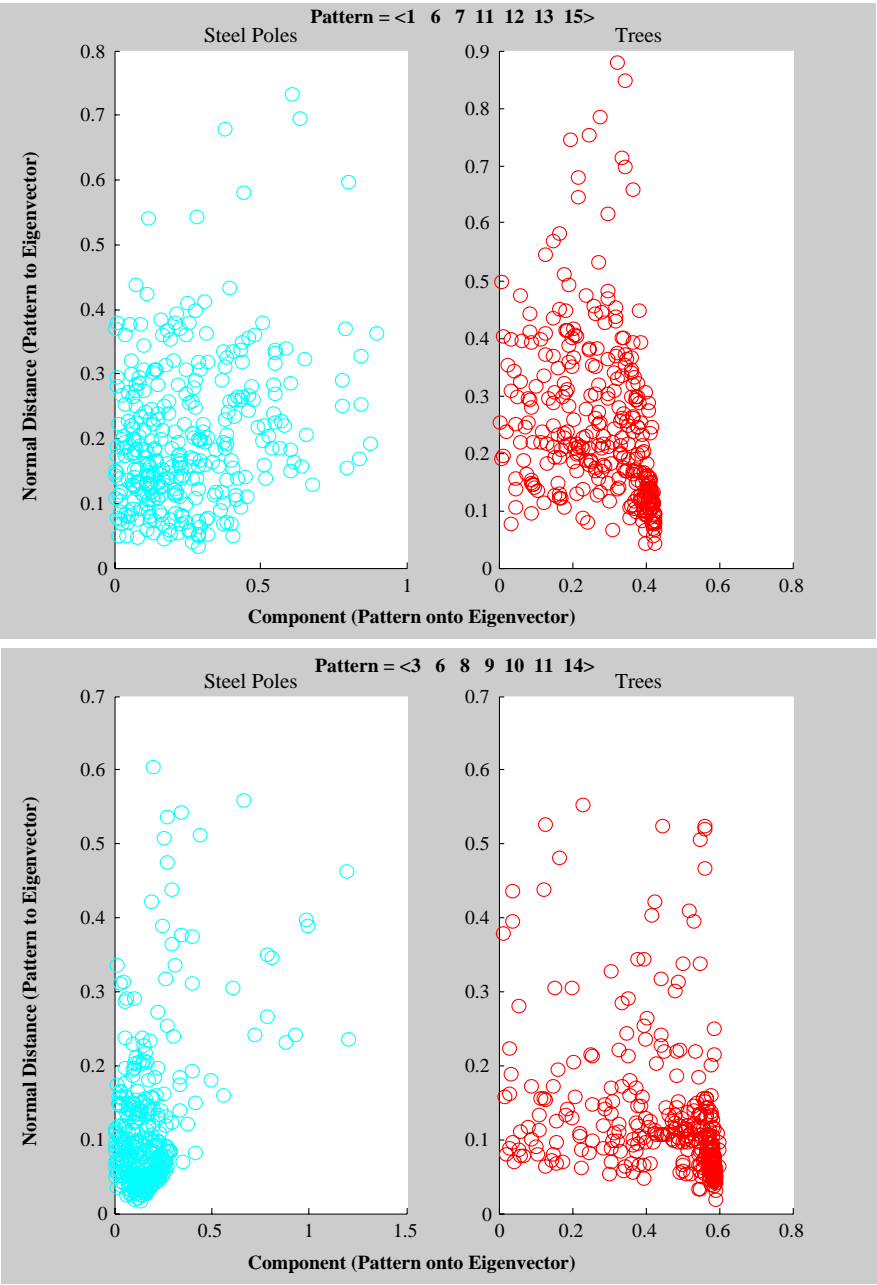 Pattern = <1 6 7 11 12 13 15>
Steel Poles
Trees
0.8
0.7
0.6
0.5
0.4
0.3
0.2
0.1
0
0.9
0.8
0.7
0.6
0.5
0.4
0.3
0.2
0.1
0
Normal Distance (Pattern to Eigenvector)
0 0.5 1
0 0.2 0.4 0.6 0.8
Component (Pattern onto Eigenvector)
Pattern = <3 6 8 9 10 11 14>
Steel Poles
Trees
0.7
0.6
0.5
0.4
0.3
0.2
0.1
0
0.7
0.6
0.5
0.4
0.3
0.2
0.1
0
Normal Distance (Pattern to Eigenvector)
0 0.5 1 1.5
0 0.2 0.4 0.6 0.8
Component (Pattern onto Eigenvector)